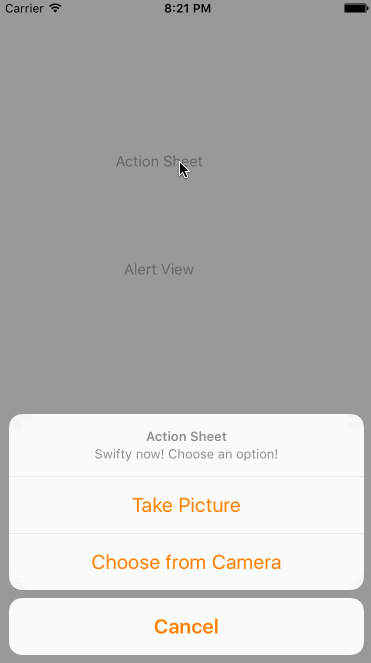 Carrier 8:21 PM
Action Sheet
Alert View
Action Sheet
Swifty now! Choose an option!
Take Picture
Choose from Camera
Cancel